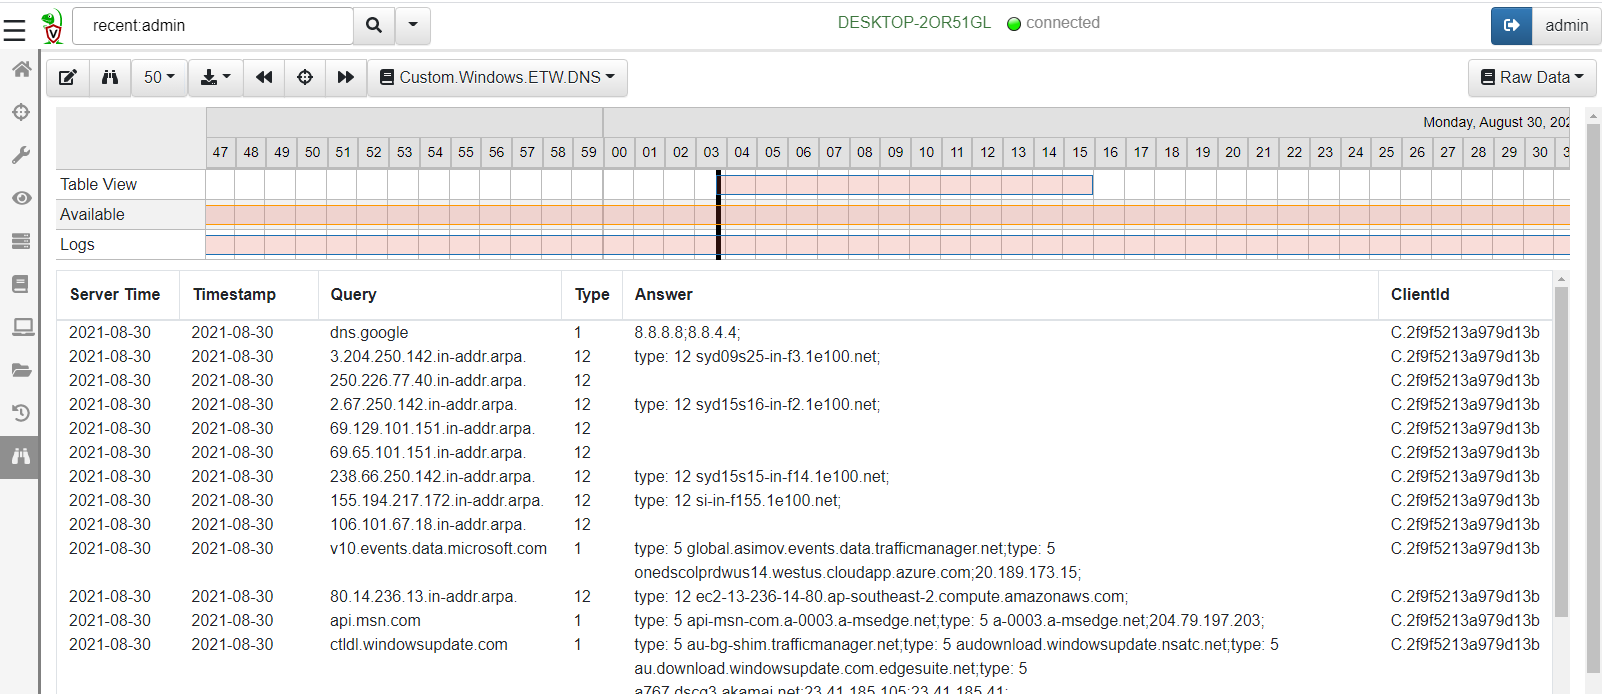 recent:admin
DESKTOP-2OR51GL connected
admin
50
Custom.Windows.ETW.DNS
Raw Data
Monday, August 30, 202
47 48 49 50 51 52 53 54 55 56 57 58 59 00 01 02 03 04 05 06 07 08 09 10 11 12 13 14 15 16 17 18 19 20 21 22 23 24 25 26 27 28 29 30 3
Table View
Available
Logs
Server Time Timestamp Query Type Answer ClientId
2021-08-30 2021-08-30 dns.google 1 8.8.8.8;8.8.4.4; C.2f9f5213a979d13b
2021-08-30 2021-08-30 3.204.250.142.in-addr.arpa. 12 type: 12 syd09s25-in-f3.1e100.net; C.2f9f5213a979d13b
2021-08-30 2021-08-30 250.226.77.40.in-addr.arpa. 12 C.2f9f5213a979d13b
2021-08-30 2021-08-30 2.67.250.142.in-addr.arpa. 12 type: 12 syd15s16-in-f2.1e100.net; C.2f9f5213a979d13b
2021-08-30 2021-08-30 69.129.101.151.in-addr.arpa. 12 C.2f9f5213a979d13b
2021-08-30 2021-08-30 69.65.101.151.in-addr.arpa. 12 C.2f9f5213a979d13b
2021-08-30 2021-08-30 238.66.250.142.in-addr.arpa. 12 type: 12 syd15s15-in-f14.1e100.net; C.2f9f5213a979d13b
2021-08-30 2021-08-30 155.194.217.172.in-addr.arpa. 12 type: 12 si-in-f155.1e100.net; C.2f9f5213a979d13b
2021-08-30 2021-08-30 106.101.67.18.in-addr.arpa. 12 C.2f9f5213a979d13b
2021-08-30 2021-08-30 v10.events.data.microsoft.com 1 type: 5 global.asimov.events.data.trafficmanager.net;type: 5 C.2f9f5213a979d13b
onedscolprdwus14.westus.cloudapp.azure.com;20.189.173.15;
2021-08-30 2021-08-30 80.14.236.13.in-addr.arpa. 12 type: 12 ec2-13-236-14-80.ap-southeast-2.compute.amazonaws.com; C.2f9f5213a979d13b
2021-08-30 2021-08-30 api.msn.com 1 type: 5 api-msn-com.a-0003.a-msedge.net;type: 5 a-0003.a-msedge.net;204.79.197.203; C.2f9f5213a979d13b
2021-08-30 2021-08-30 ctldl.windowsupdate.com 1 type: 5 au-bg-shim.trafficmanager.net;type: 5 audownload.windowsupdate.nsatc.net;type: 5 C.2f9f5213a979d13b
au.download.windowsupdate.com.edgesuite.net;type: 5
a767.dscg3.akamai.net;23.41.185.105;23.41.185.41;